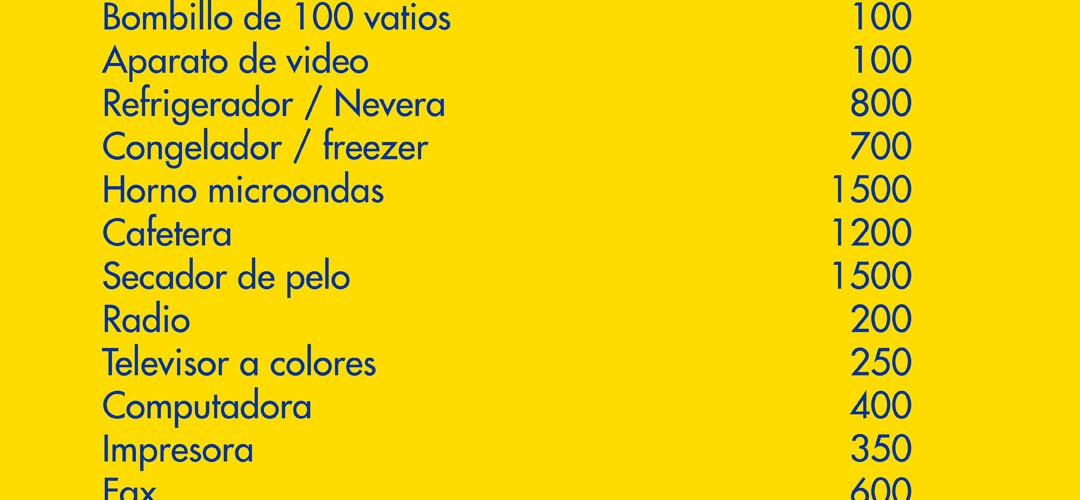 Bombillo de 100 vatios 100
Aparato de video 100
Refrigerador / Nevera 800
Congelador / freezer 700
Horno microondas 1500
Cafetera 1200
Secador de pelo 1500
Radio 200
Televisor a colores 250
Computadora 400
Impresora 350
Fax 600